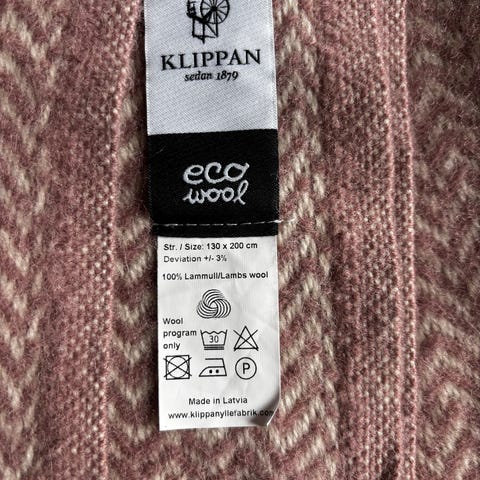 KLIPPAN
sedan 1879
eco
wool
Str. / Size: 130 x 200 cm
Deviation +/- 3%
100% Lammull/Lambs wool
Wool
program
only
30
P
Made in Latvia
www.klippanyllefabrik.com